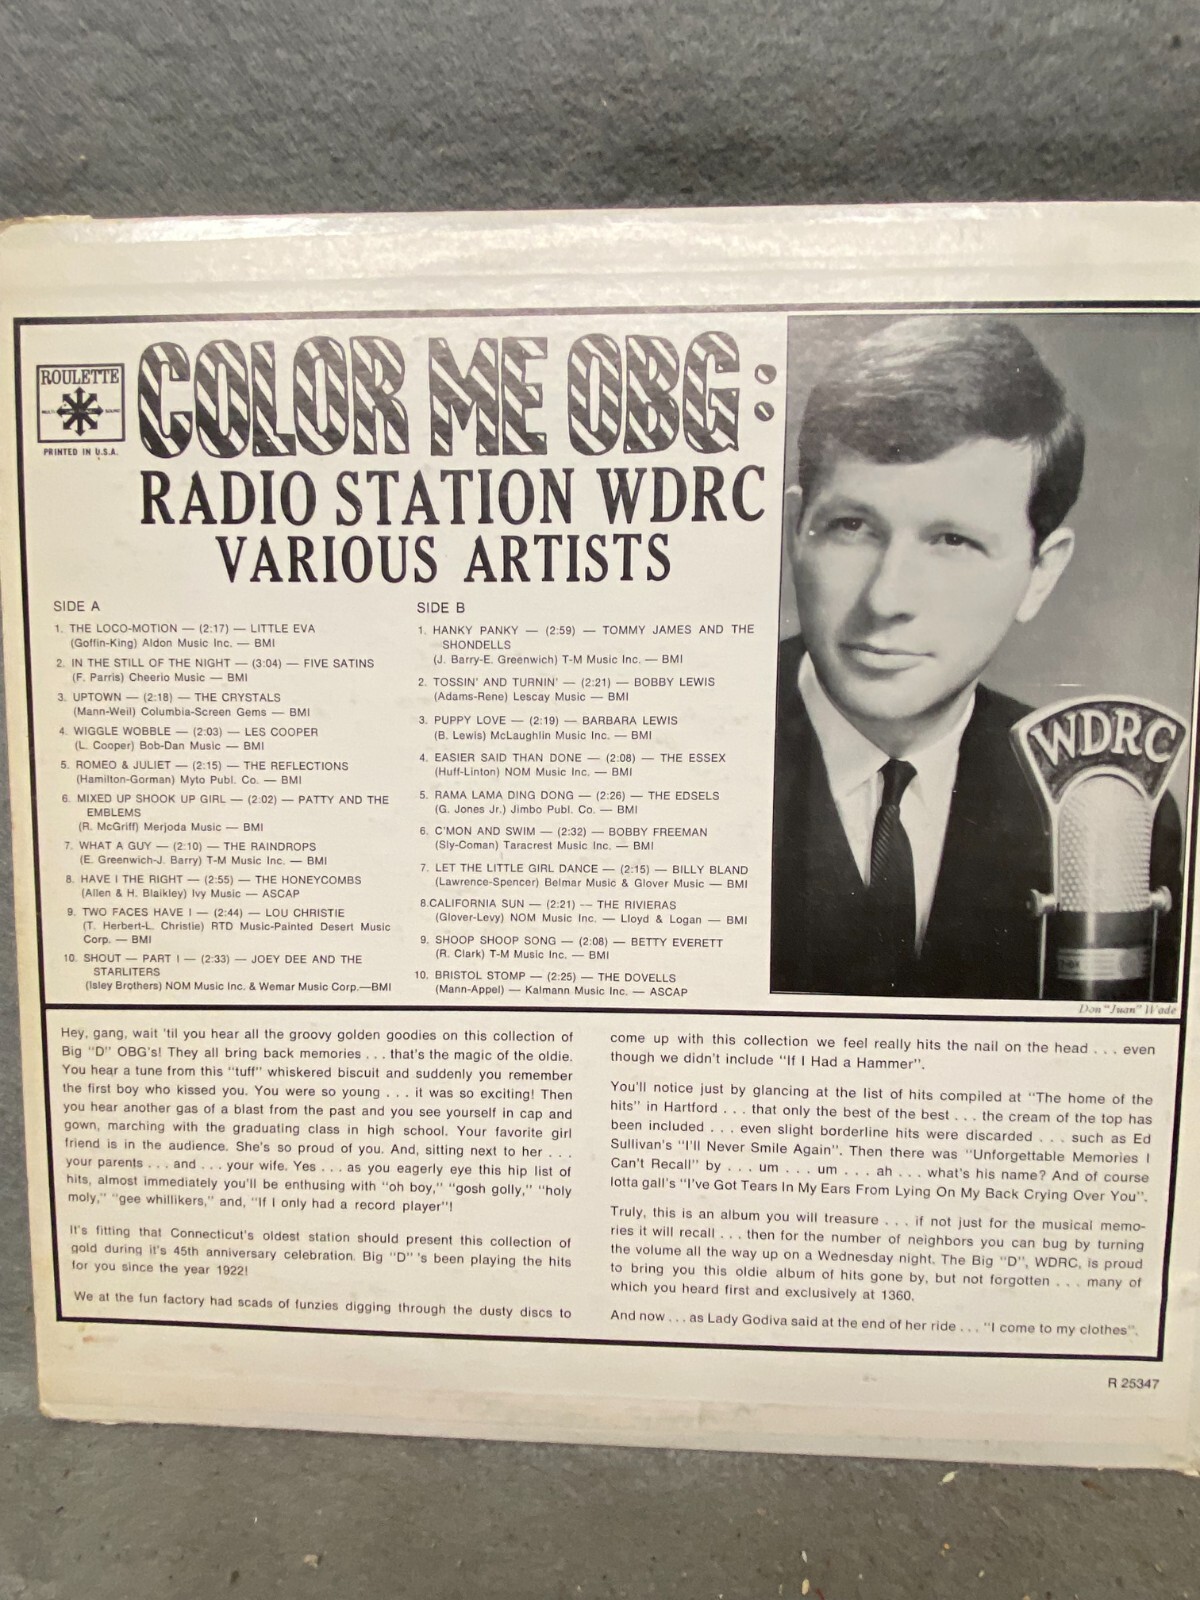 ROULETTE
MULTI SOUND
PRINTED IN U.S.A.
COLOR ME OBG:
RADIO STATION WDRC
VARIOUS ARTISTS
SIDE A
1. THE LOCO-MOTION — (2:17) — LITTLE EVA
(Goffin-King) Aldon Music Inc. — BMI
2. IN THE STILL OF THE NIGHT — (3:04) — FIVE SATINS
(F. Parris) Cheerio Music — BMI
3. UPTOWN — (2:18) — THE CRYSTALS
(Mann-Weil) Columbia-Screen Gems — BMI
4. WIGGLE WOBBLE — (2:03) — LES COOPER
(L. Cooper) Bob-Dan Music — BMI
5. ROMEO & JULIET — (2:15) — THE REFLECTIONS
(Hamilton-Gorman) Myto Publ. Co. — BMI
6. MIXED UP SHOOK UP GIRL — (2:02) — PATTY AND THE
EMBLEMS
(R. McGriff) Merjoda Music — BMI
7. WHAT A GUY — (2:10) — THE RAINDROPS
(E. Greenwich-J. Barry) T-M Music Inc. — BMI
8. HAVE I THE RIGHT — (2:55) — THE HONEYCOMBS
(Allen & H. Blaikley) Ivy Music — ASCAP
9. TWO FACES HAVE I — (2:44) — LOU CHRISTIE
(T. Herbert-L. Christie) RTD Music-Painted Desert Music
Corp. — BMI
10. SHOUT — PART I — (2:33) — JOEY DEE AND THE
STARLITERS
(Isley Brothers) NOM Music Inc. & Wemar Music Corp.—BMI
SIDE B
1. HANKY PANKY — (2:59) — TOMMY JAMES AND THE
SHONDELLS
(J. Barry-E. Greenwich) T-M Music Inc. — BMI
2. TOSSIN' AND TURNIN' — (2:21) — BOBBY LEWIS
(Adams-Rene) Lescay Music — BMI
3. PUPPY LOVE — (2:19) — BARBARA LEWIS
(B. Lewis) McLaughlin Music Inc. — BMI
4. EASIER SAID THAN DONE — (2:08) — THE ESSEX
(Huff-Linton) NOM Music Inc. — BMI
5. RAMA LAMA DING DONG — (2:26) — THE EDSELS
(G. Jones Jr.) Jimbo Publ. Co. — BMI
6. C'MON AND SWIM — (2:32) — BOBBY FREEMAN
(Sly-Coman) Taracrest Music Inc. — BMI
7. LET THE LITTLE GIRL DANCE — (2:15) — BILLY BLAND
(Lawrence-Spencer) Belmar Music & Glover Music — BMI
8.CALIFORNIA SUN — (2:21) — THE RIVIERAS
(Glover-Levy) NOM Music Inc. — Lloyd & Logan — BMI
9. SHOOP SHOOP SONG — (2:08) — BETTY EVERETT
(R. Clark) T-M Music Inc. — BMI
10. BRISTOL STOMP — (2:25) — THE DOVELLS
(Mann-Appel) — Kalmann Music Inc. — ASCAP
WDRC
Don "Juan" Wade
Hey, gang, wait 'til you hear all the groovy golden goodies on this collection of
Big "D" OBG's! They all bring back memories . . . that's the magic of the oldie.
You hear a tune from this "tuff" whiskered biscuit and suddenly you remember
the first boy who kissed you. You were so young . . . it was so exciting! Then
you hear another gas of a blast from the past and you see yourself in cap and
gown, marching with the graduating class in high school. Your favorite girl
friend is in the audience. She's so proud of you. And, sitting next to her . . .
your parents . . . and . . . your wife. Yes . . . as you eagerly eye this hip list of
hits, almost immediately you'll be enthusing with "oh boy," "gosh golly," "holy
moly," "gee whillikers," and, "If I only had a record player"!
It's fitting that Connecticut's oldest station should present this collection of
gold during it's 45th anniversary celebration. Big "D" 's been playing the hits
for you since the year 1922!
We at the fun factory had scads of funzies digging through the dusty discs to
come up with this collection we feel really hits the nail on the head . . . even
though we didn't include "If I Had a Hammer".
You'll notice just by glancing at the list of hits compiled at "The home of the
hits" in Hartford . . . that only the best of the best . . . the cream of the top has
been included . . . even slight borderline hits were discarded . . . such as Ed
Sullivan's "I'll Never Smile Again". Then there was "Unforgettable Memories I
Can't Recall" by . . . um . . . um . . . ah . . . what's his name? And of course
lotta gall's "I've Got Tears In My Ears From Lying On My Back Crying Over You".
Truly, this is an album you will treasure . . . if not just for the musical memo-
ries it will recall . . . then for the number of neighbors you can bug by turning
the volume all the way up on a Wednesday night. The Big "D", WDRC, is proud
to bring you this oldie album of hits gone by, but not forgotten . . . many of
which you heard first and exclusively at 1360.
And now . . . as Lady Godiva said at the end of her ride . . . "I come to my clothes".
R 25347